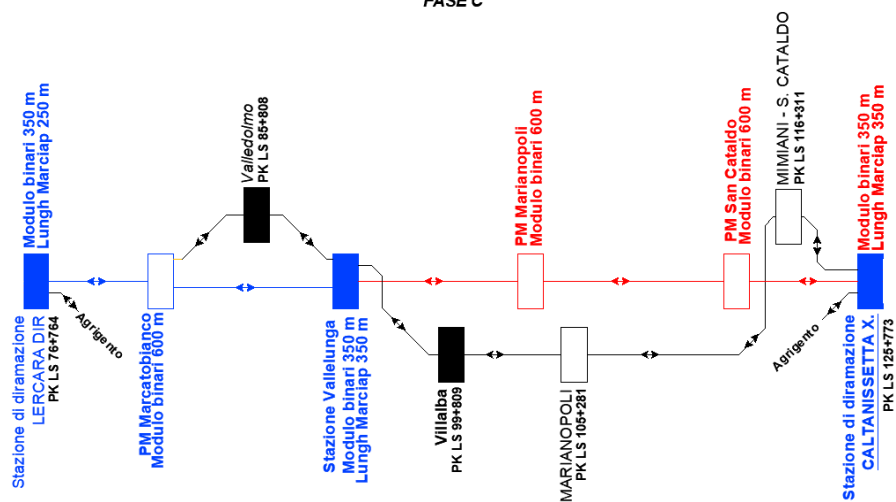 FASE C
Stazione di diramazione
LERCARA DIR
PK LS 76+764
Modulo binari 350 m
Lungh Marciap 250 m
Agrigento
PM Marcatobianco
Modulo binari 600 m
Valledolmo
PK LS 85+808
Stazione Vallelunga
Modulo binari 350 m
Lungh Marciap 350 m
Villalba
PK LS 99+809
PM Marianopoli
Modulo binari 600 m
MARIANOPOLI
PK LS 105+281
PM San Cataldo
Modulo binari 600 m
MIMIANI - S. CATALDO
PK LS 116+311
Agrigento
Modulo binari 350 m
Lungh Marciap 350 m
Stazione di diramazione
CALTANISSETTA X.
PK LS 125+773